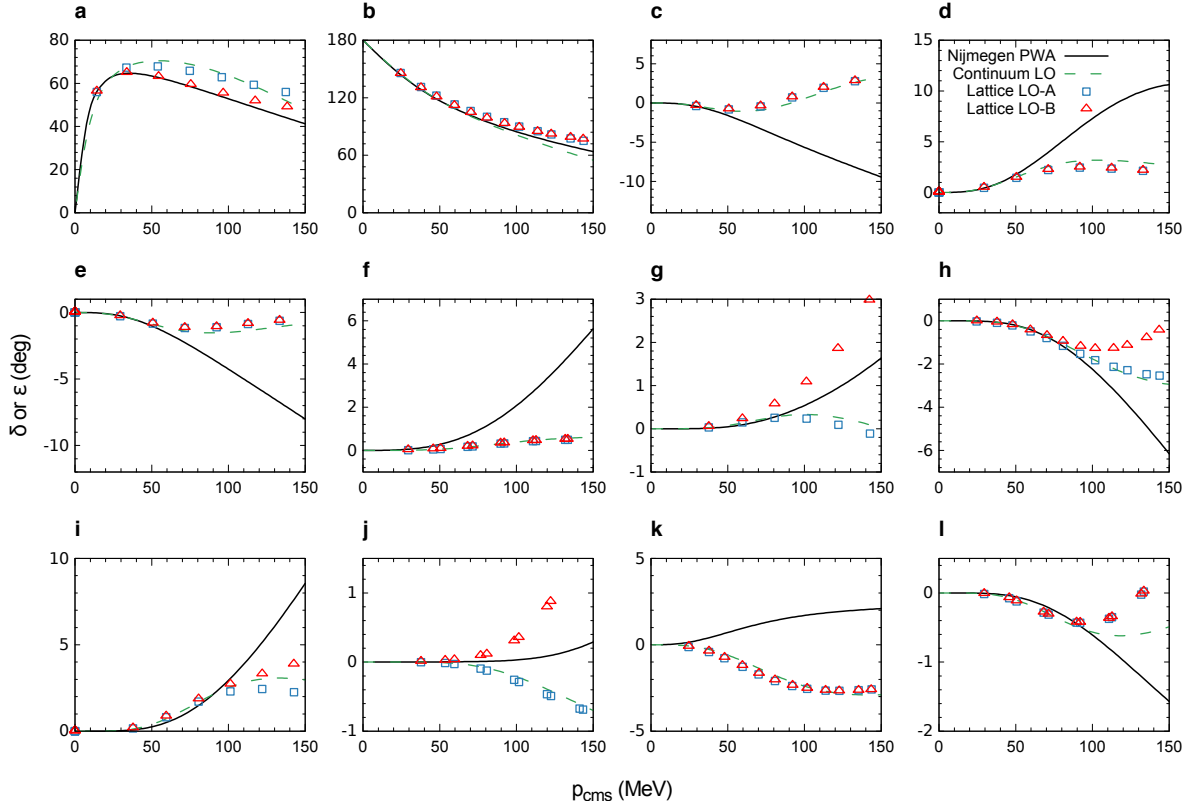 a b c d
80
60
40
20
0
0 50 100 150
180
120
60
0
0 50 100 150
5
0
-5
-10
0 50 100 150
15
10
5
0
-2
0 50 100 150
Nijmegen PWA
Continuum LO
Lattice LO-A
Lattice LO-B
e f g h
0
-5
-10
0 50 100 150
6
4
2
0
0 50 100 150
3
2
1
0
-1
0 50 100 150
0
-2
-4
-6
0 50 100 150
δ or ε (deg)
i j k l
10
5
0
0 50 100 150
1
0
-1
0 50 100 150
5
0
-5
0 50 100 150
0
-1
-2
0 50 100 150
p_cms (MeV)